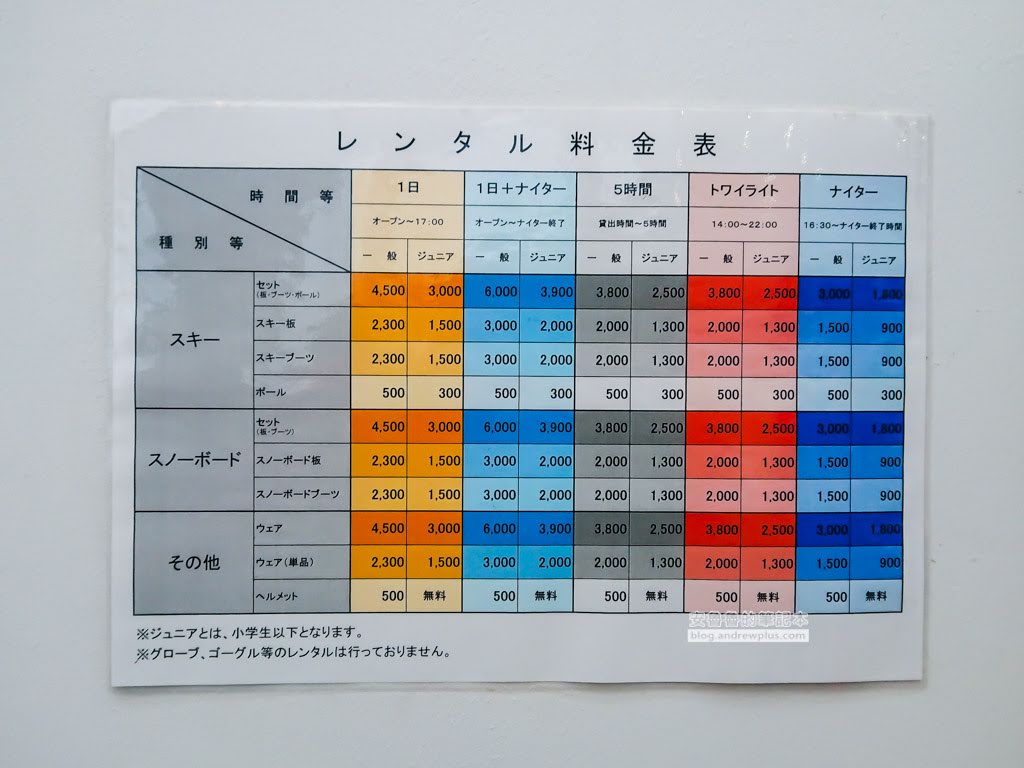 レンタル料金表
時間等 1日 1日＋ナイター 5時間 トワイライト ナイター
種別等 オープン～17:00 オープン～ナイター終了 貸出時間～5時間 14:00～22:00 16:30～ナイター終了時間
一般 ジュニア 一般 ジュニア 一般 ジュニア 一般 ジュニア 一般 ジュニア
スキー
セット(板・ブーツ・ポール) 4,500 3,000 6,000 3,900 3,800 2,500 3,800 2,500 3,000 1,800
スキー板 2,300 1,500 3,000 2,000 2,000 1,300 2,000 1,300 1,500 900
スキーブーツ 2,300 1,500 3,000 2,000 2,000 1,300 2,000 1,300 1,500 900
ポール 500 300 500 300 500 300 500 300 500 300
スノーボード
セット(板・ブーツ) 4,500 3,000 6,000 3,900 3,800 2,500 3,800 2,500 3,000 1,800
スノーボード板 2,300 1,500 3,000 2,000 2,000 1,300 2,000 1,300 1,500 900
スノーボードブーツ 2,300 1,500 3,000 2,000 2,000 1,300 2,000 1,300 1,500 900
その他
ウェア 4,500 3,000 6,000 3,900 3,800 2,500 3,800 2,500 3,000 1,800
ウェア(単品) 2,300 1,500 3,000 2,000 2,000 1,300 2,000 1,300 1,500 900
ヘルメット 500 無料 500 無料 500 無料 500 無料 500 無料
※ジュニアとは、小学生以下となります。
※グローブ、ゴーグル等のレンタルは行っておりません。
安魯魯的筆記本
blog.andrewplus.com